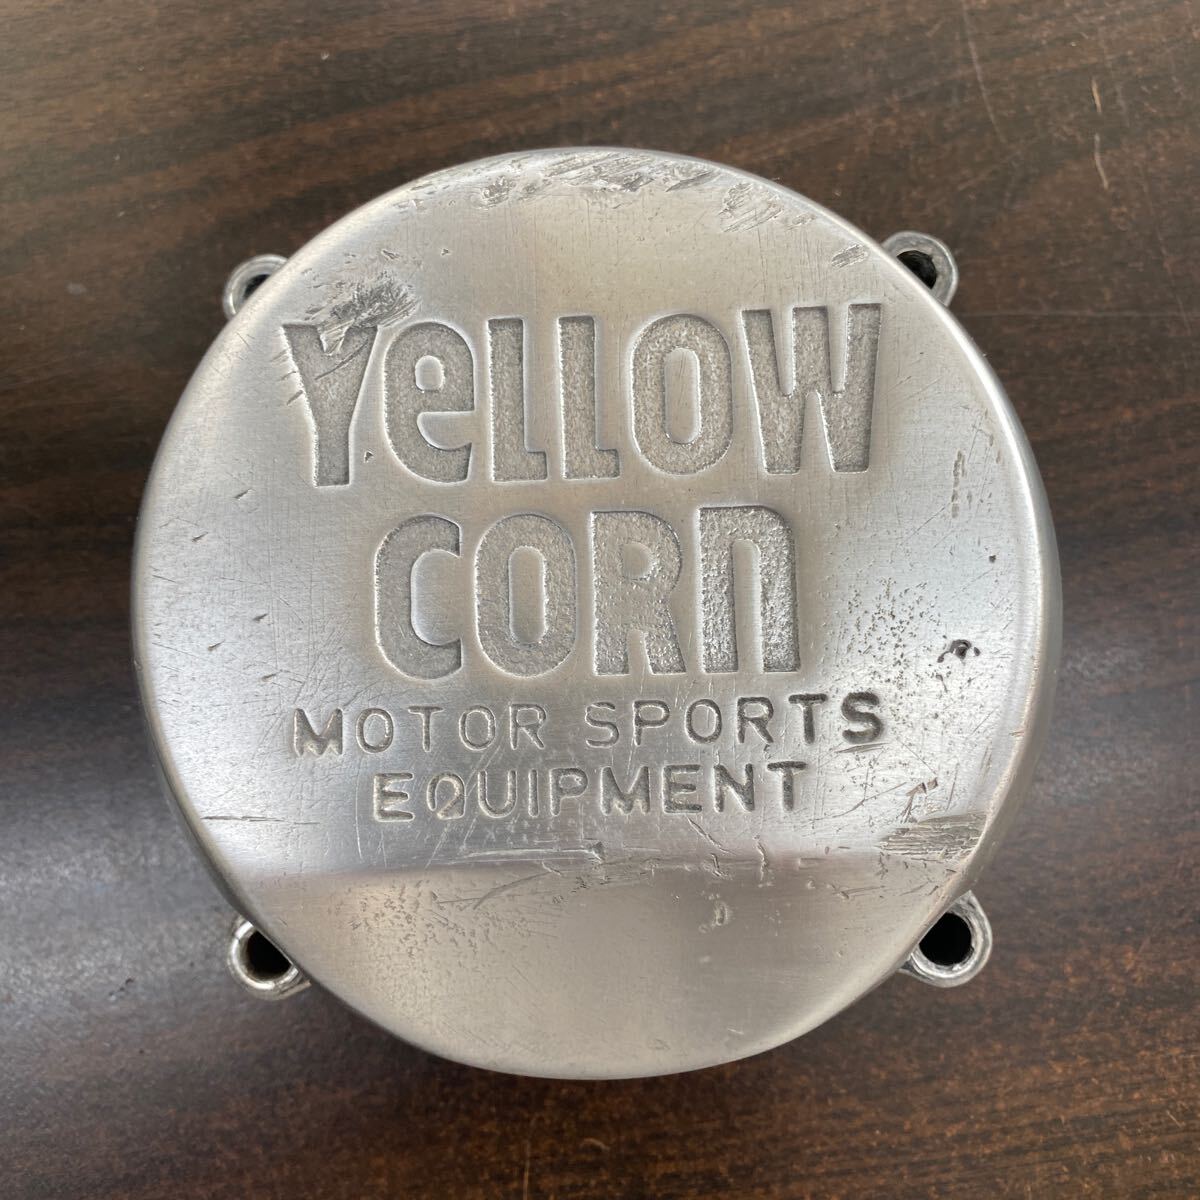 YeLLOW
CORn
MOTOR SPORTS
EQUIPMENT